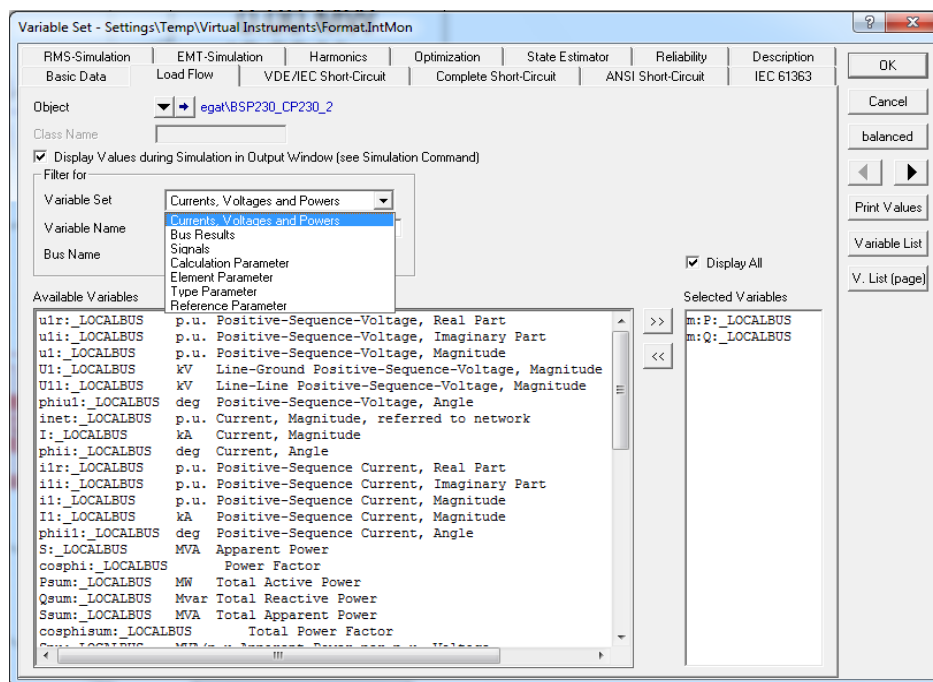 Variable Set - Settings\Temp\Virtual Instruments\Format.IntMon
RMS-Simulation EMT-Simulation Harmonics Optimization State Estimator Reliability Description
Basic Data Load Flow VDE/IEC Short-Circuit Complete Short-Circuit ANSI Short-Circuit IEC 61363
OK
Cancel
balanced
Print Values
Variable List
V. List (page)
Object egat\BSP230_CP230_2
Class Name
Display Values during Simulation in Output Window (see Simulation Command)
Filter for
Variable Set Currents, Voltages and Powers
Variable Name
Bus Name
Currents, Voltages and Powers
Bus Results
Signals
Calculation Parameter
Element Parameter
Type Parameter
Reference Parameter
Display All
Available Variables
Selected Variables
u1r:_LOCALBUS p.u. Positive-Sequence-Voltage, Real Part
u1i:_LOCALBUS p.u. Positive-Sequence-Voltage, Imaginary Part
u1:_LOCALBUS p.u. Positive-Sequence-Voltage, Magnitude
U1:_LOCALBUS kV Line-Ground Positive-Sequence-Voltage, Magnitude
U1l:_LOCALBUS kV Line-Line Positive-Sequence-Voltage, Magnitude
phiu1:_LOCALBUS deg Positive-Sequence-Voltage, Angle
inet:_LOCALBUS p.u. Current, Magnitude, referred to network
I:_LOCALBUS kA Current, Magnitude
phii:_LOCALBUS deg Current, Angle
i1r:_LOCALBUS p.u. Positive-Sequence Current, Real Part
i1i:_LOCALBUS p.u. Positive-Sequence Current, Imaginary Part
i1:_LOCALBUS p.u. Positive-Sequence Current, Magnitude
I1:_LOCALBUS kA Positive-Sequence Current, Magnitude
phii1:_LOCALBUS deg Positive-Sequence Current, Angle
S:_LOCALBUS MVA Apparent Power
cosphi:_LOCALBUS Power Factor
Psum:_LOCALBUS MW Total Active Power
Qsum:_LOCALBUS Mvar Total Reactive Power
Ssum:_LOCALBUS MVA Total Apparent Power
cosphisum:_LOCALBUS Total Power Factor
>>
<<
m:P:_LOCALBUS
m:Q:_LOCALBUS